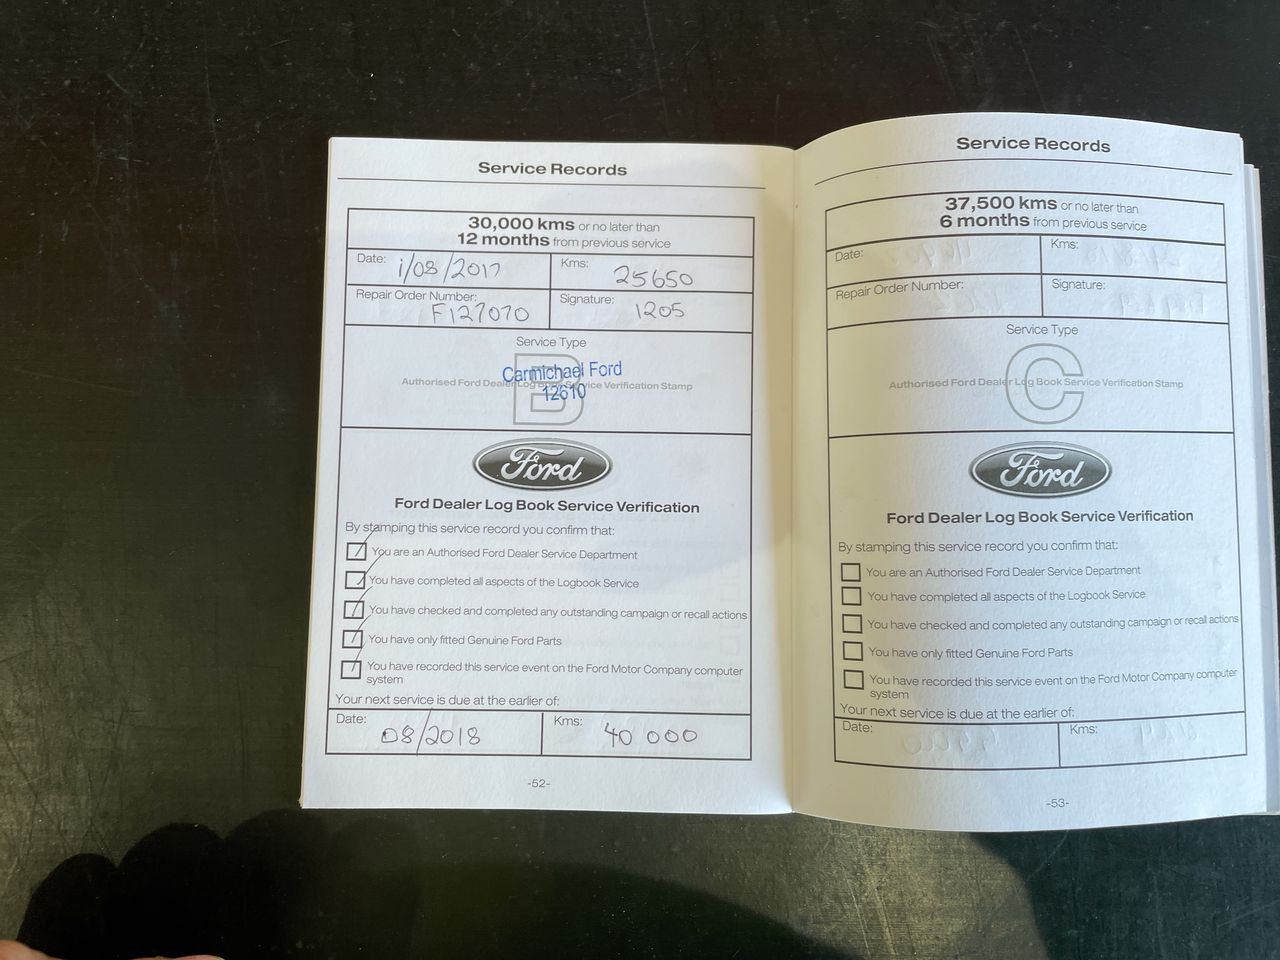 Service Records
30,000 kms or no later than
12 months from previous service
Date: 1/08/2017 Kms: 25650
Repair Order Number: F127070 Signature: 1205
Service Type
B
Carmichael Ford
Authorised Ford Dealer Log Book Service Verification Stamp
12610
Ford
Ford Dealer Log Book Service Verification
By stamping this service record you confirm that:
You are an Authorised Ford Dealer Service Department
You have completed all aspects of the Logbook Service
You have checked and completed any outstanding campaign or recall actions
You have only fitted Genuine Ford Parts
You have recorded this service event on the Ford Motor Company computer
system
Your next service is due at the earlier of:
Date: 08/2018 Kms: 40 000
-52-
Service Records
37,500 kms or no later than
6 months from previous service
Date: Kms:
Repair Order Number: Signature:
Service Type
C
Authorised Ford Dealer Log Book Service Verification Stamp
Ford
Ford Dealer Log Book Service Verification
By stamping this service record you confirm that:
You are an Authorised Ford Dealer Service Department
You have completed all aspects of the Logbook Service
You have checked and completed any outstanding campaign or recall actions
You have only fitted Genuine Ford Parts
You have recorded this service event on the Ford Motor Company computer
system
Your next service is due at the earlier of:
Date: Kms:
-53-